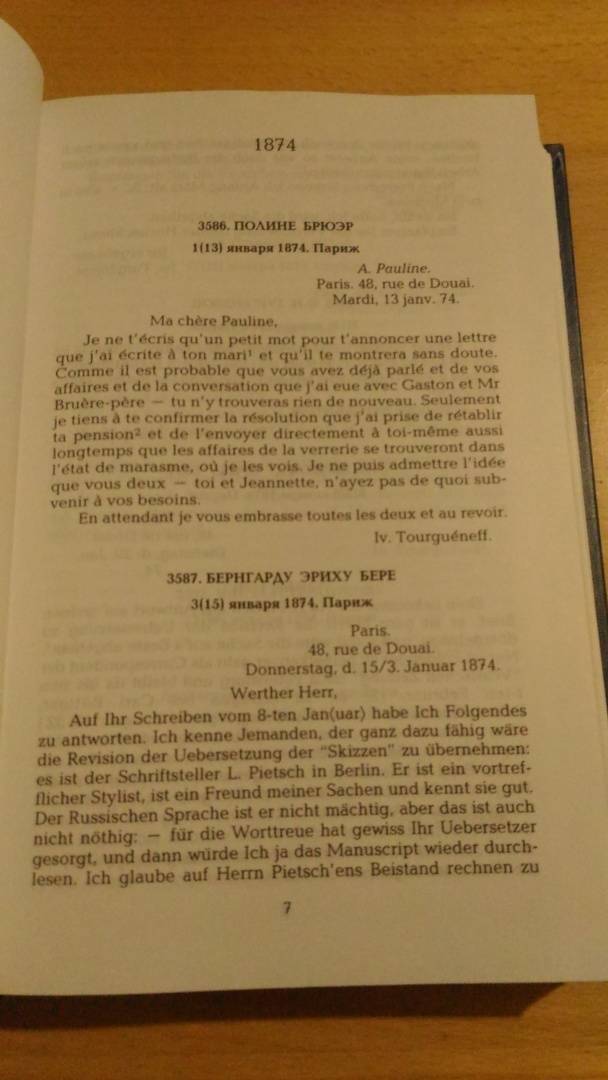 1874
3586. ПОЛИНЕ БРЮЭР
1(13) января 1874. Париж
A. Pauline.
Paris. 48, rue de Douai.
Mardi, 13 janv. 74.
Ma chère Pauline,
Je ne t'écris qu'un petit mot pour t'annoncer une lettre
que j'ai écrite à ton mari¹ et qu'il te montrera sans doute.
Comme il est probable que vous avez déjà parlé et de vos
affaires et de la conversation que j'ai eue avec Gaston et Mr
Bruère-père — tu n'y trouveras rien de nouveau. Seulement
je tiens à te confirmer la résolution que j'ai prise de rétablir
ta pension² et de l'envoyer directement à toi-même aussi
longtemps que les affaires de la verrerie se trouveront dans
l'état de marasme, où je les vois. Je ne puis admettre l'idée
que vous deux — toi et Jeannette, n'ayez pas de quoi sub-
venir à vos besoins.
En attendant je vous embrasse toutes les deux et au revoir.
Iv. Tourguéneff.
3587. БЕРНГАРДУ ЭРИХУ БЕРЕ
3(15) января 1874. Париж
Paris.
48, rue de Douai.
Donnerstag, d. 15/3. Januar 1874.
Werther Herr,
Auf Ihr Schreiben vom 8-ten Jan⟨uar⟩ habe Ich Folgendes
zu antworten. Ich kenne Jemanden, der ganz dazu fähig wäre
die Revision der Uebersetzung der "Skizzen" zu übernehmen:
es ist der Schriftsteller L. Pietsch in Berlin. Er ist ein vortref-
flicher Stylist, ist ein Freund meiner Sachen und kennt sie gut.
Der Russischen Sprache ist er nicht mächtig, aber das ist auch
nicht nöthig: — für die Worttreue hat gewiss Ihr Uebersetzer
gesorgt, und dann würde Ich ja das Manuscript wieder durch-
lesen. Ich glaube auf Herrn Pietsch'ens Beistand rechnen zu
7